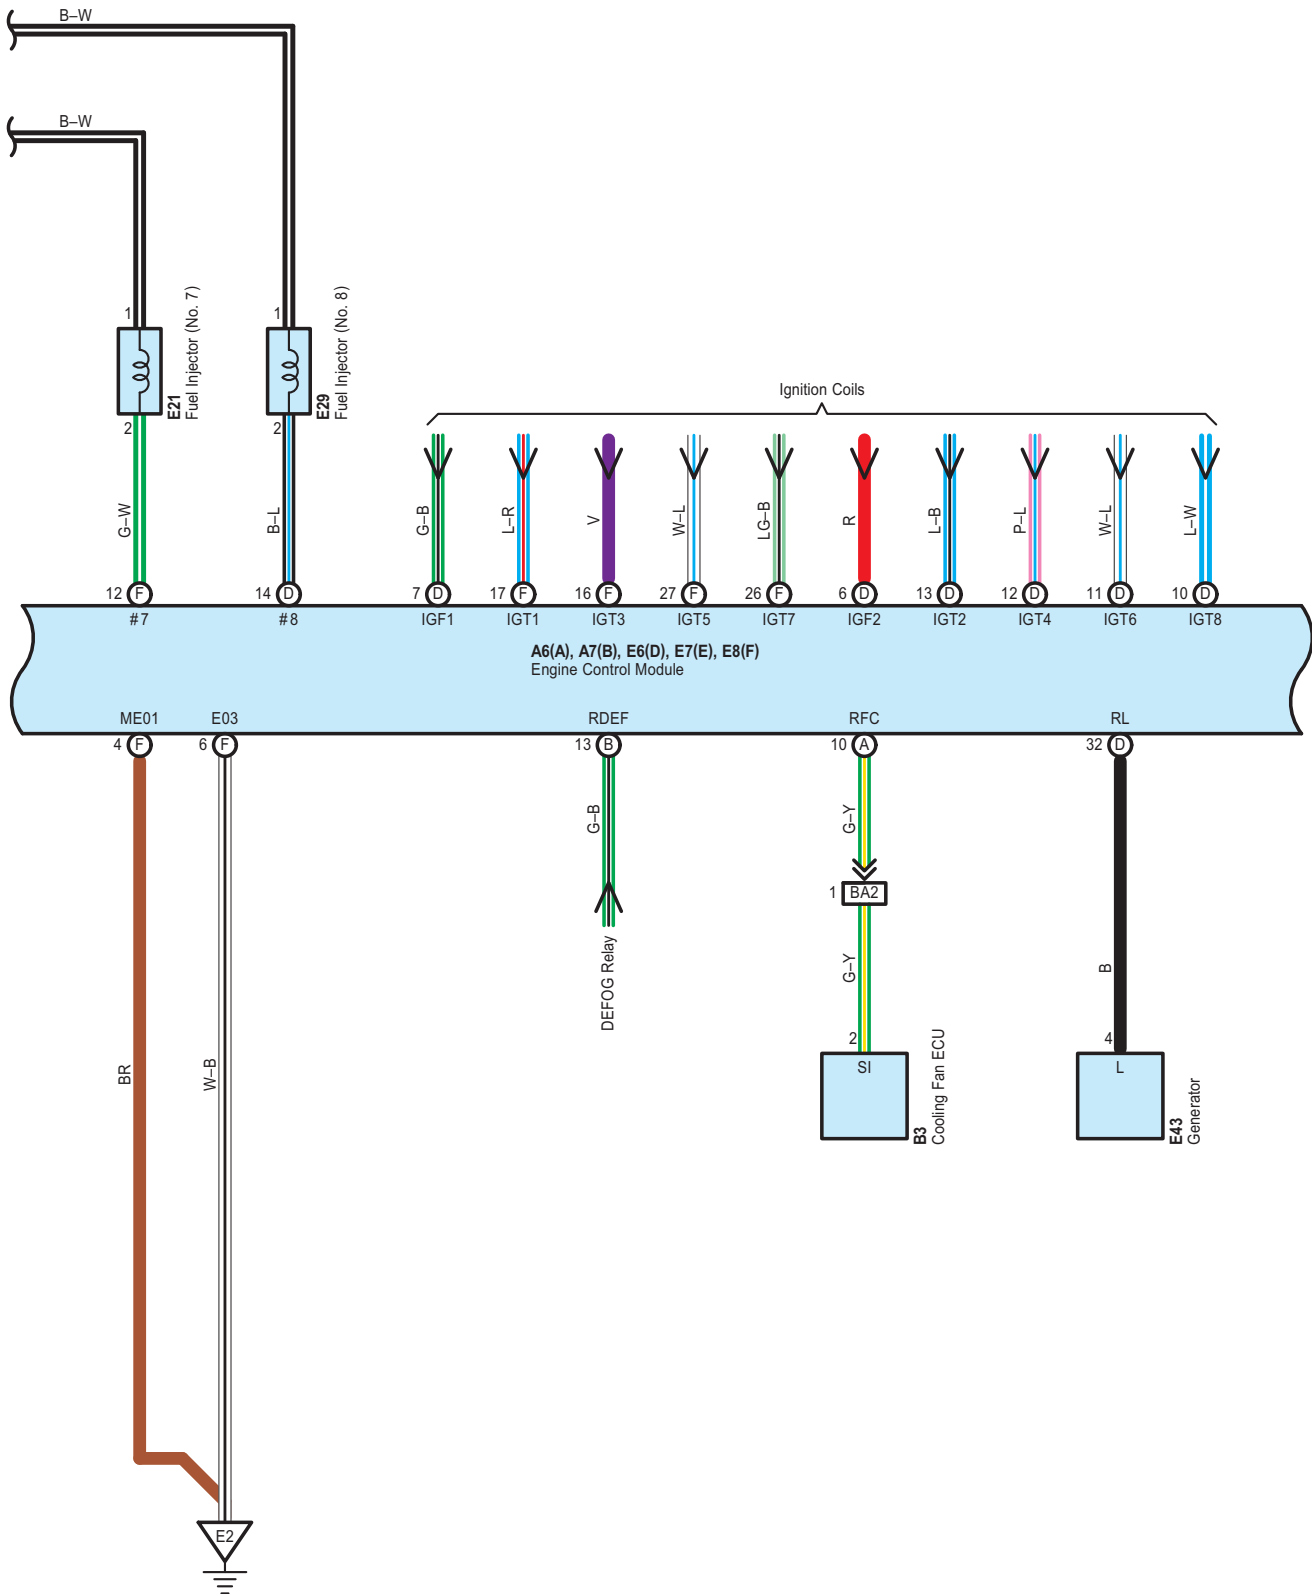 B–W
B–W
1
E21
Fuel Injector (No. 7)
2
1
E29
Fuel Injector (No. 8)
2
Ignition Coils
G–W
B–L
G–B
L–R
V
W–L
LG–B
R
L–B
P–L
W–L
L–W
12 F
14 D
7 D
17 F
16 F
27 F
26 F
6 D
13 D
12 D
11 D
10 D
#7
#8
IGF1
IGT1
IGT3
IGT5
IGT7
IGF2
IGT2
IGT4
IGT6
IGT8
A6(A), A7(B), E6(D), E7(E), E8(F)
Engine Control Module
ME01
E03
RDEF
RFC
RL
4 F
6 F
13 B
10 A
32 D
G–B
G–Y
1 BA2
DEFOG Relay
G–Y
B
2
4
SI
L
B3
Cooling Fan ECU
E43
Generator
BR
W–B
E2